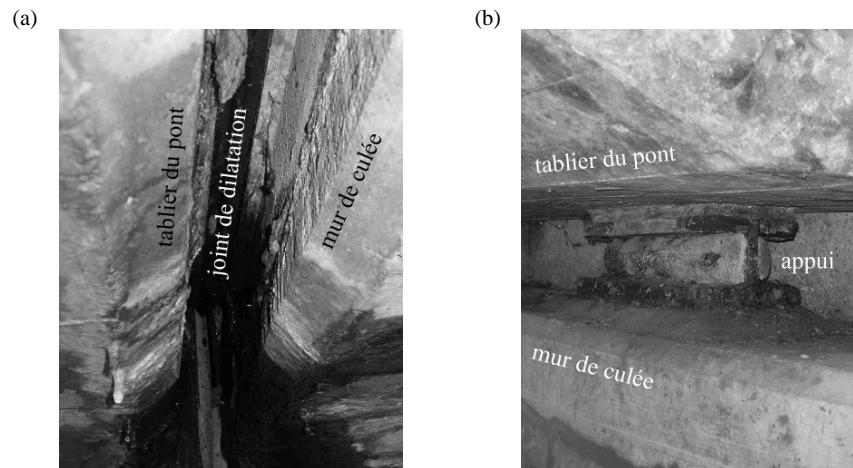 (a)
(b)
tablier du pont
joint de dilatation
mur de culée
tablier du pont
appui
mur de culée